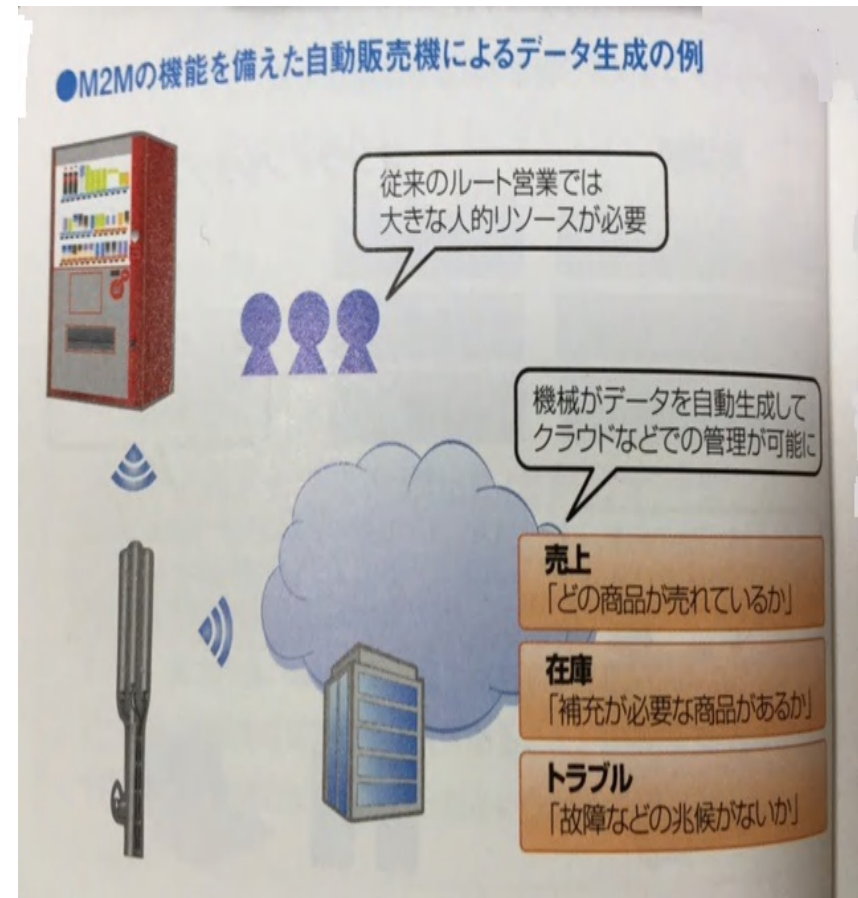 ●M2Mの機能を備えた自動販売機によるデータ生成の例
従来のルート営業では
大きな人的リソースが必要
機械がデータを自動生成して
クラウドなどでの管理が可能に
売上
「どの商品が売れているか」
在庫
「補充が必要な商品があるか」
トラブル
「故障などの兆候がないか」